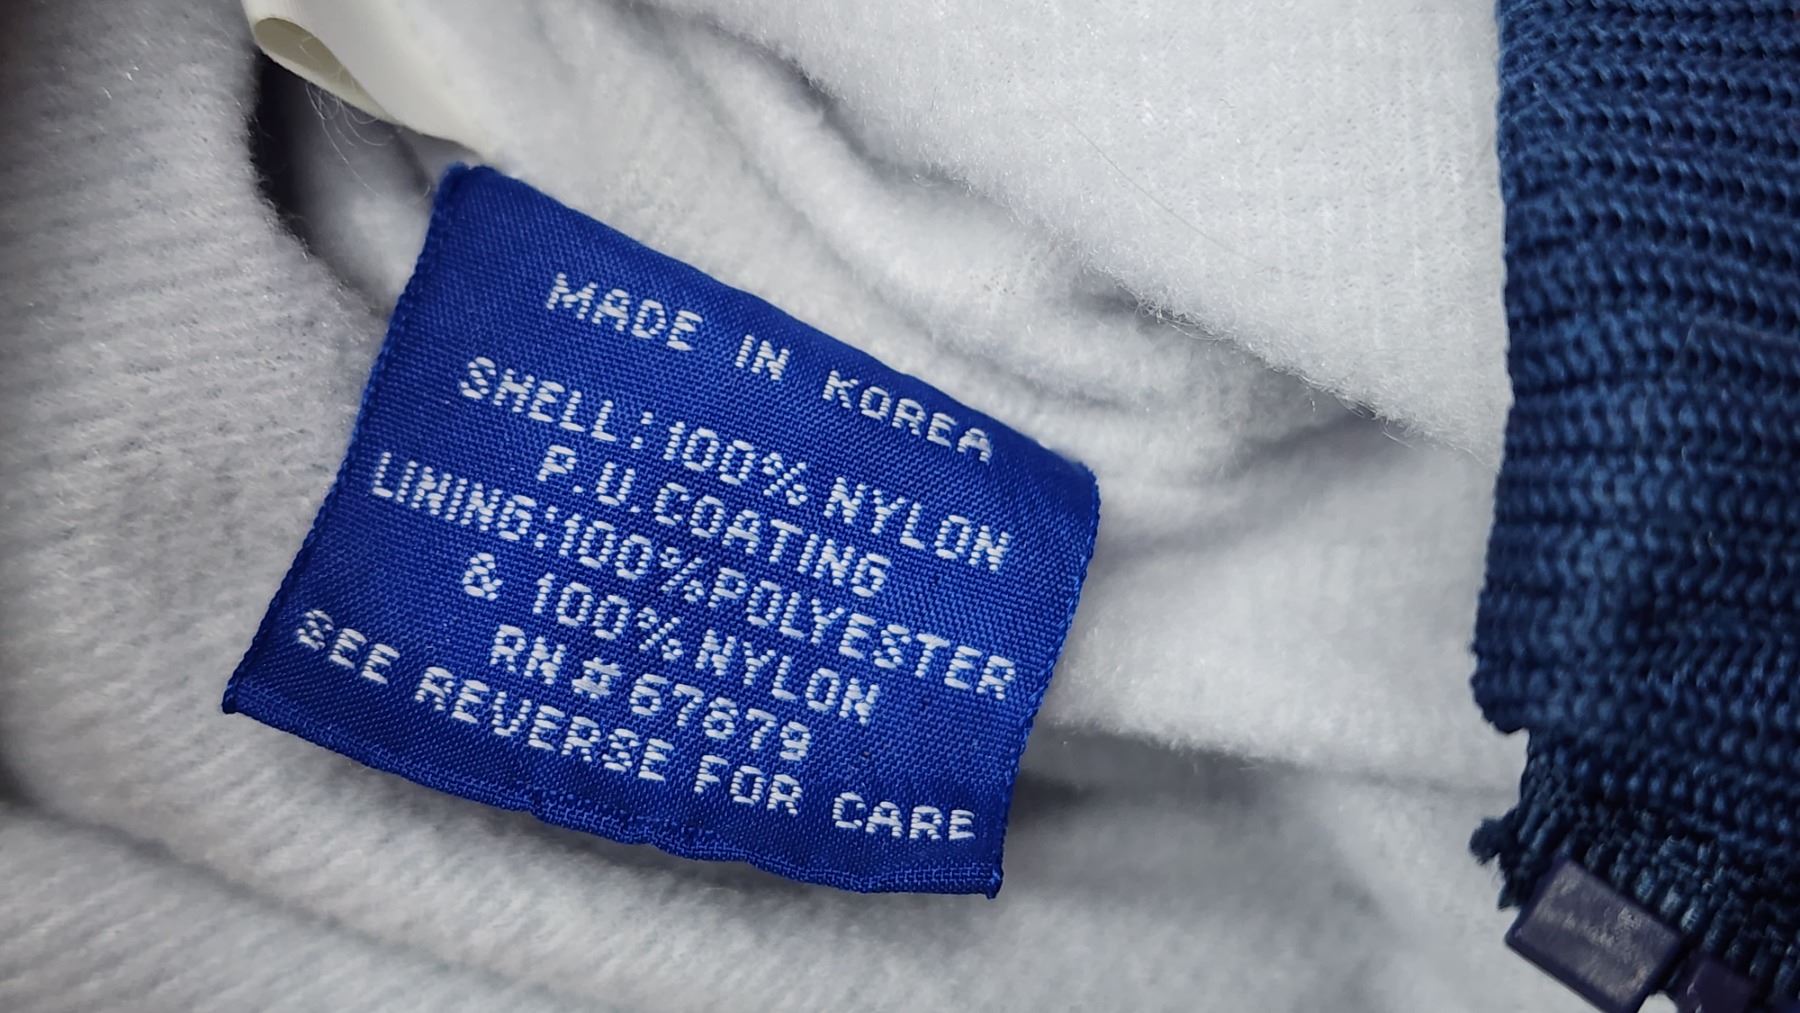 MADE IN KOREA
SHELL:100% NYLON
P.U.COATING
LINING:100%POLYESTER
& 100% NYLON
RN# 67679
SEE REVERSE FOR CARE